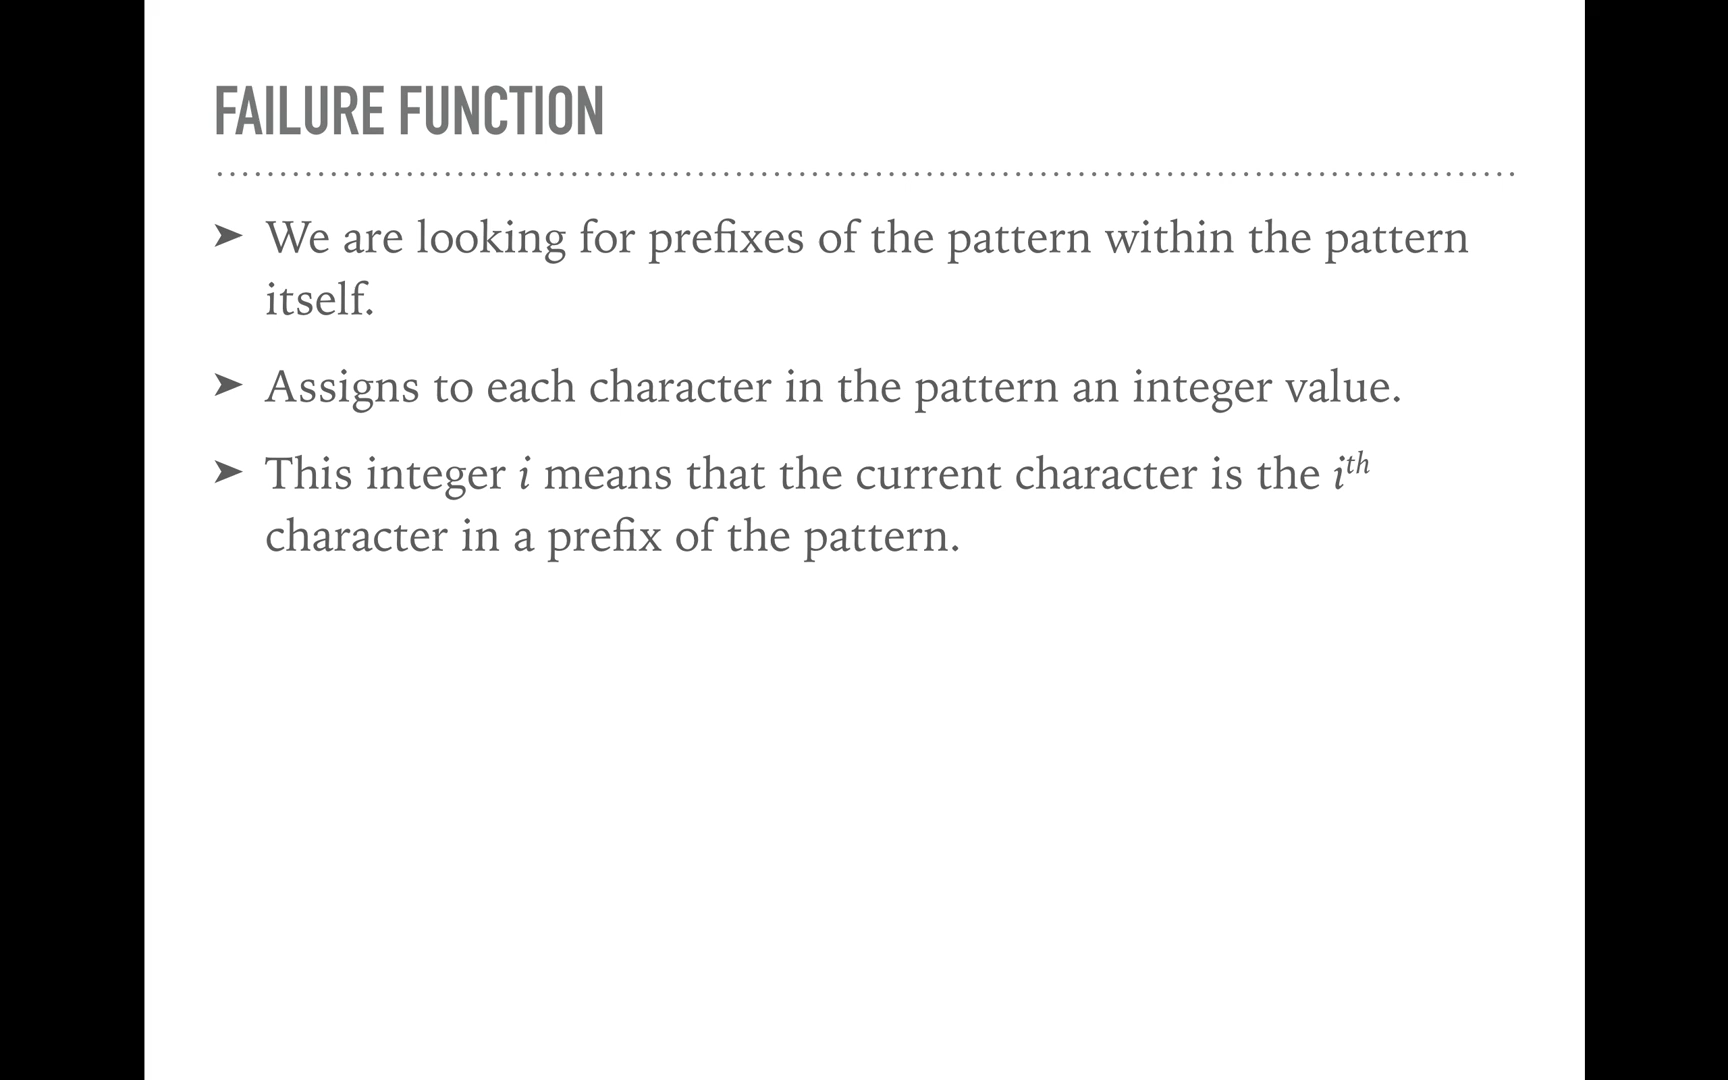 FAILURE FUNCTION
➤ We are looking for prefixes of the pattern within the pattern
itself.
➤ Assigns to each character in the pattern an integer value.
➤ This integer i means that the current character is the i^th
character in a prefix of the pattern.